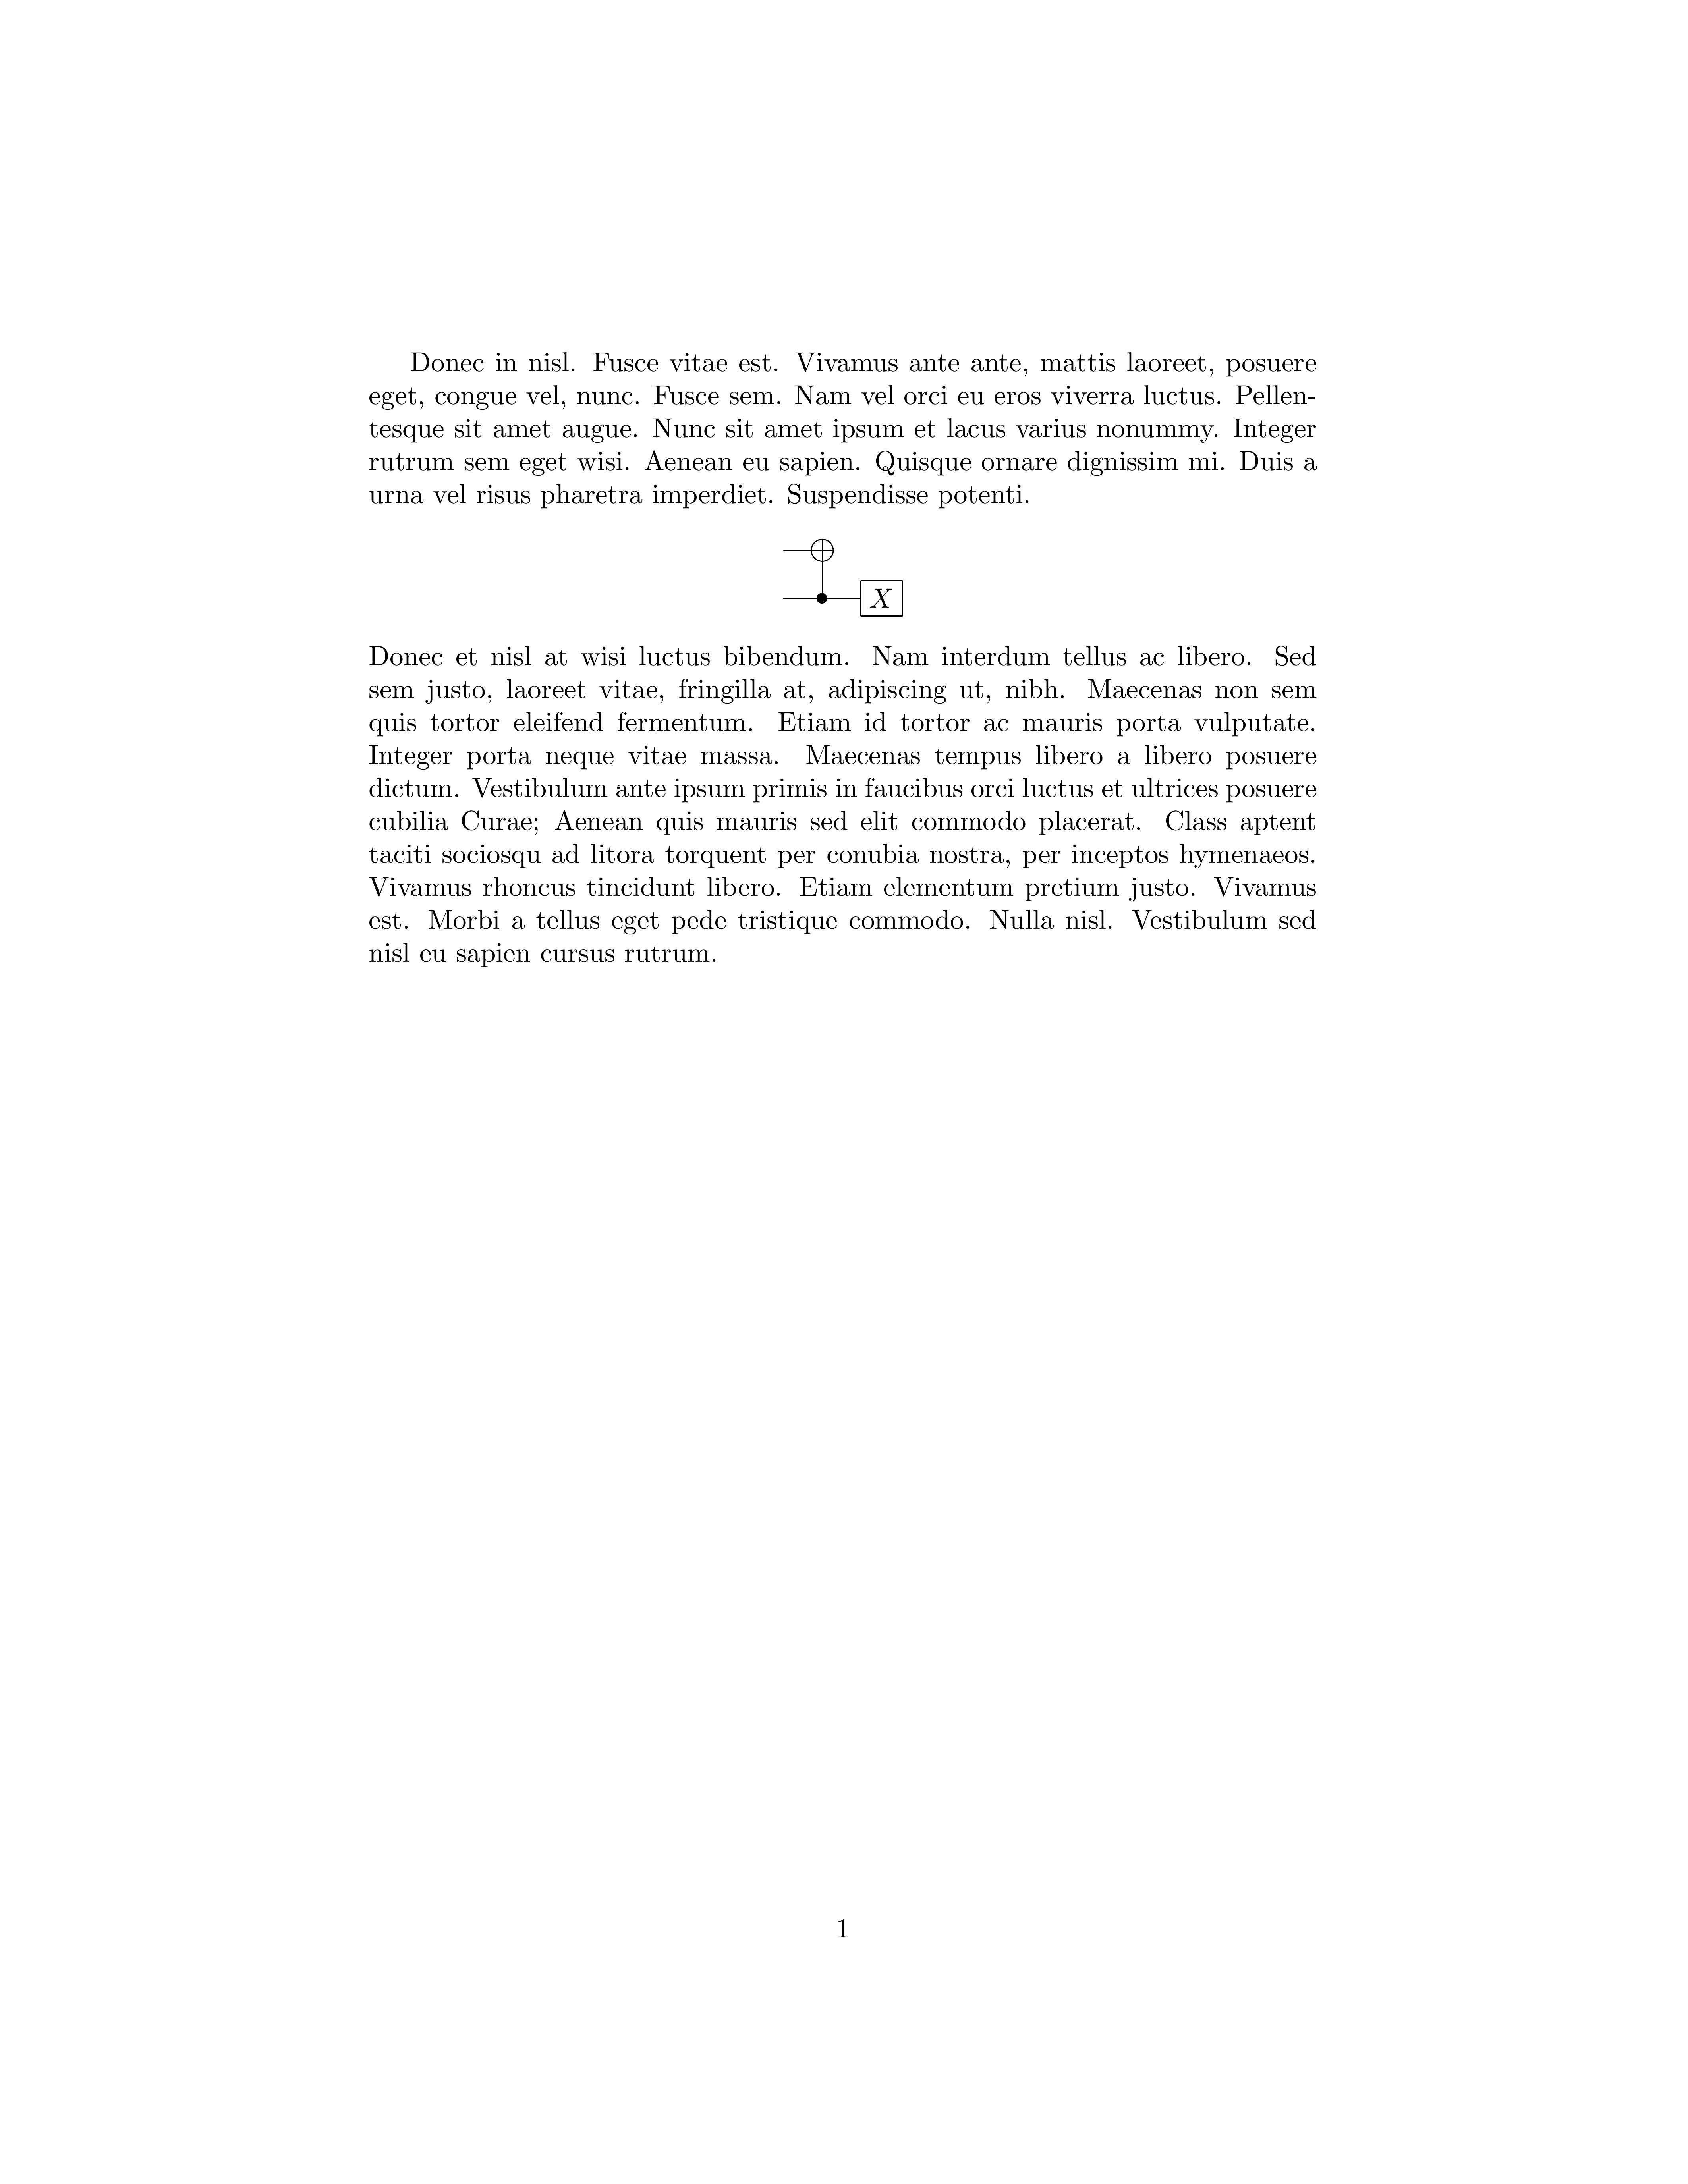 Donec in nisl. Fusce vitae est. Vivamus ante ante, mattis laoreet, posuere
eget, congue vel, nunc. Fusce sem. Nam vel orci eu eros viverra luctus. Pellen-
tesque sit amet augue. Nunc sit amet ipsum et lacus varius nonummy. Integer
rutrum sem eget wisi. Aenean eu sapien. Quisque ornare dignissim mi. Duis a
urna vel risus pharetra imperdiet. Suspendisse potenti.
X
Donec et nisl at wisi luctus bibendum. Nam interdum tellus ac libero. Sed
sem justo, laoreet vitae, fringilla at, adipiscing ut, nibh. Maecenas non sem
quis tortor eleifend fermentum. Etiam id tortor ac mauris porta vulputate.
Integer porta neque vitae massa. Maecenas tempus libero a libero posuere
dictum. Vestibulum ante ipsum primis in faucibus orci luctus et ultrices posuere
cubilia Curae; Aenean quis mauris sed elit commodo placerat. Class aptent
taciti sociosqu ad litora torquent per conubia nostra, per inceptos hymenaeos.
Vivamus rhoncus tincidunt libero. Etiam elementum pretium justo. Vivamus
est. Morbi a tellus eget pede tristique commodo. Nulla nisl. Vestibulum sed
nisl eu sapien cursus rutrum.
1